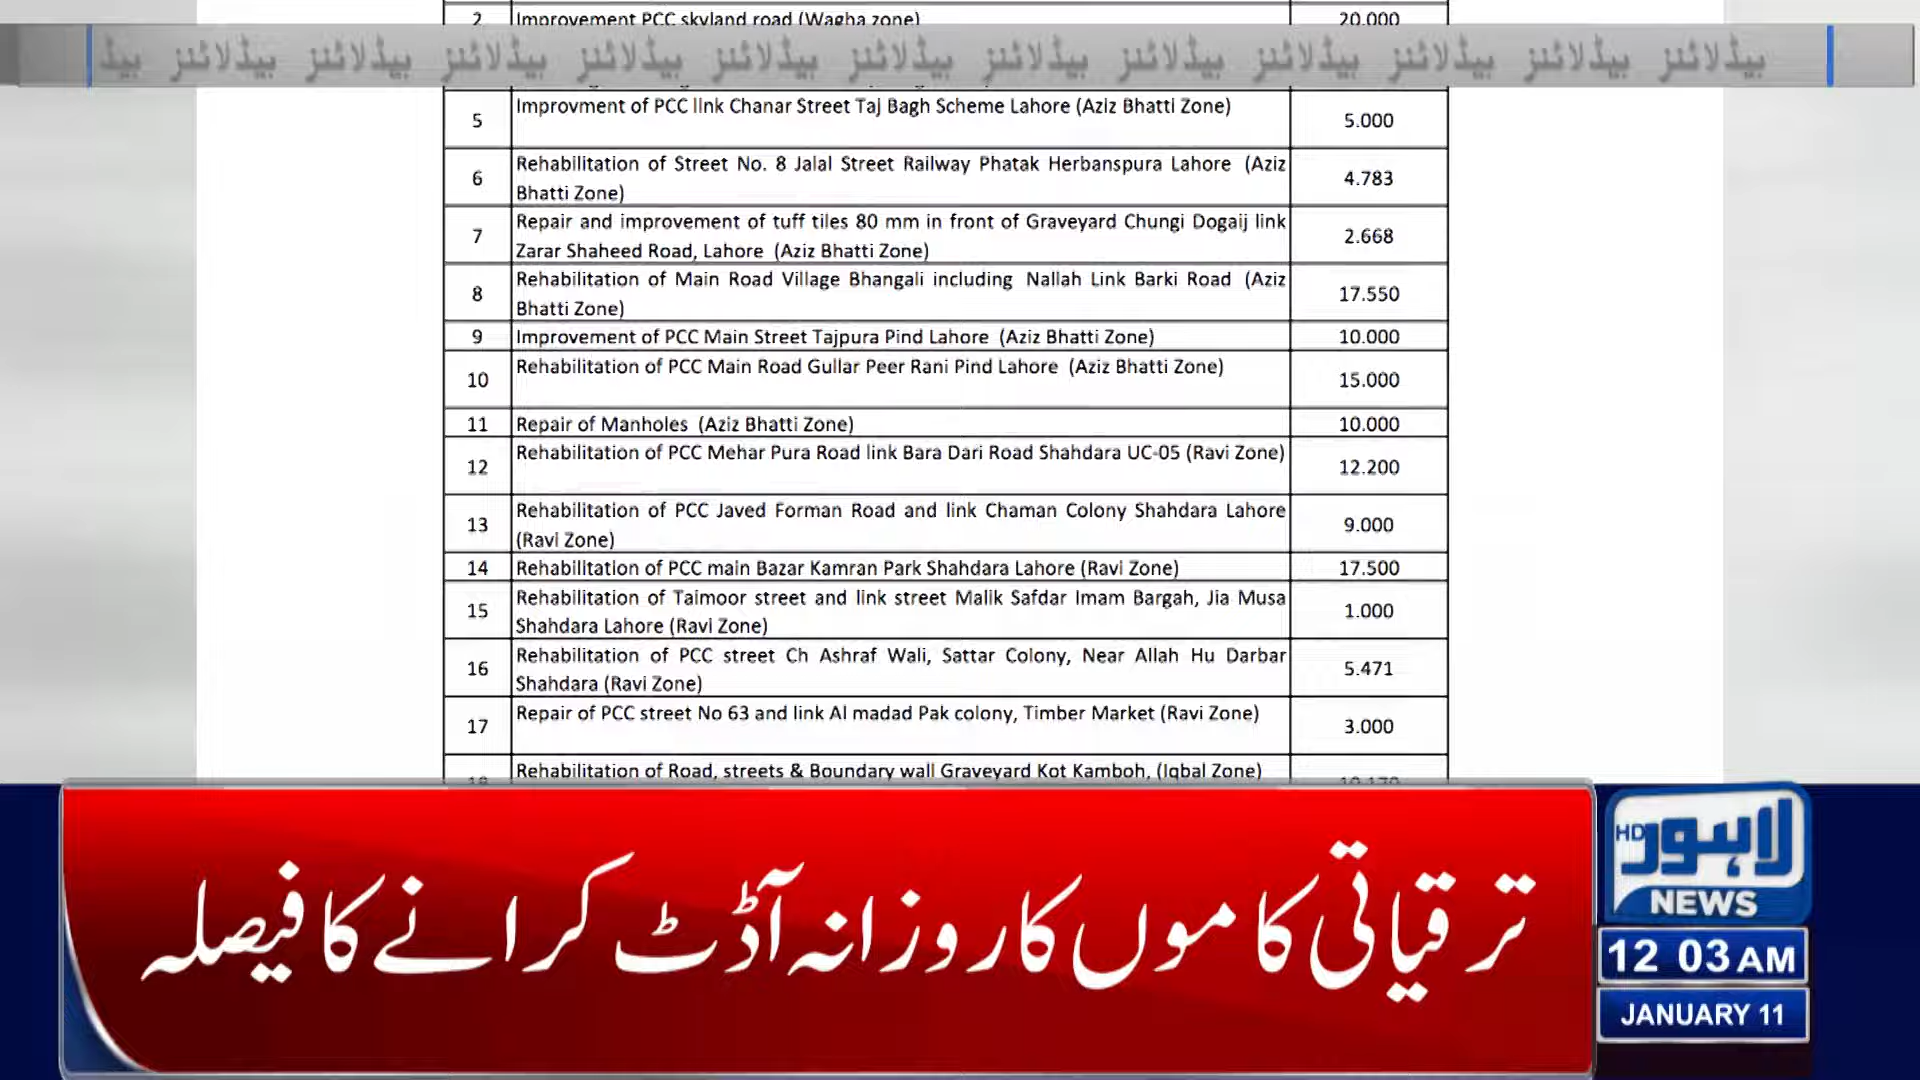 2 Improvement PCC skyland road (Wagha zone) 20.000
ہیڈلائنز ہیڈلائنز ہیڈلائنز ہیڈلائنز ہیڈلائنز ہیڈلائنز ہیڈلائنز ہیڈلائنز ہیڈلائنز ہیڈلائنز ہیڈلائنز ہیڈلائنز ہیڈ
5 Improvment of PCC link Chanar Street Taj Bagh Scheme Lahore (Aziz Bhatti Zone) 5.000
6 Rehabilitation of Street No. 8 Jalal Street Railway Phatak Herbanspura Lahore (Aziz
Bhatti Zone) 4.783
7 Repair and improvement of tuff tiles 80 mm in front of Graveyard Chungi Dogaij link
Zarar Shaheed Road, Lahore (Aziz Bhatti Zone) 2.668
8 Rehabilitation of Main Road Village Bhangali including Nallah Link Barki Road (Aziz
Bhatti Zone) 17.550
9 Improvement of PCC Main Street Tajpura Pind Lahore (Aziz Bhatti Zone) 10.000
10 Rehabilitation of PCC Main Road Gullar Peer Rani Pind Lahore (Aziz Bhatti Zone) 15.000
11 Repair of Manholes (Aziz Bhatti Zone) 10.000
12 Rehabilitation of PCC Mehar Pura Road link Bara Dari Road Shahdara UC-05 (Ravi Zone) 12.200
13 Rehabilitation of PCC Javed Forman Road and link Chaman Colony Shahdara Lahore
(Ravi Zone) 9.000
14 Rehabilitation of PCC main Bazar Kamran Park Shahdara Lahore (Ravi Zone) 17.500
15 Rehabilitation of Taimoor street and link street Malik Safdar Imam Bargah, Jia Musa
Shahdara Lahore (Ravi Zone) 1.000
16 Rehabilitation of PCC street Ch Ashraf Wali, Sattar Colony, Near Allah Hu Darbar
Shahdara (Ravi Zone) 5.471
17 Repair of PCC street No 63 and link Al madad Pak colony, Timber Market (Ravi Zone) 3.000
Rehabilitation of Road, streets & Boundary wall Graveyard Kot Kamboh, (Iqbal Zone)
ترقیاتی کاموں کا روزانہ آڈٹ کرانے کا فیصلہ
لاہور HD
NEWS
12 03 AM
JANUARY 11